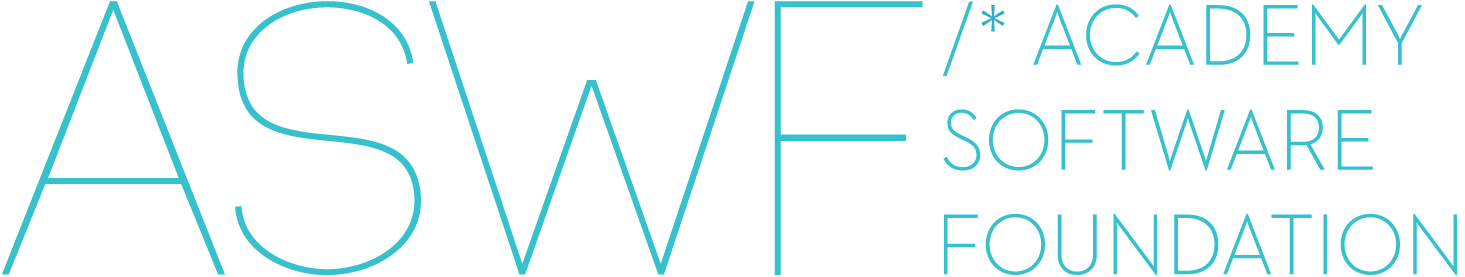 ASWF
/* ACADEMY
SOFTWARE
FOUNDATION